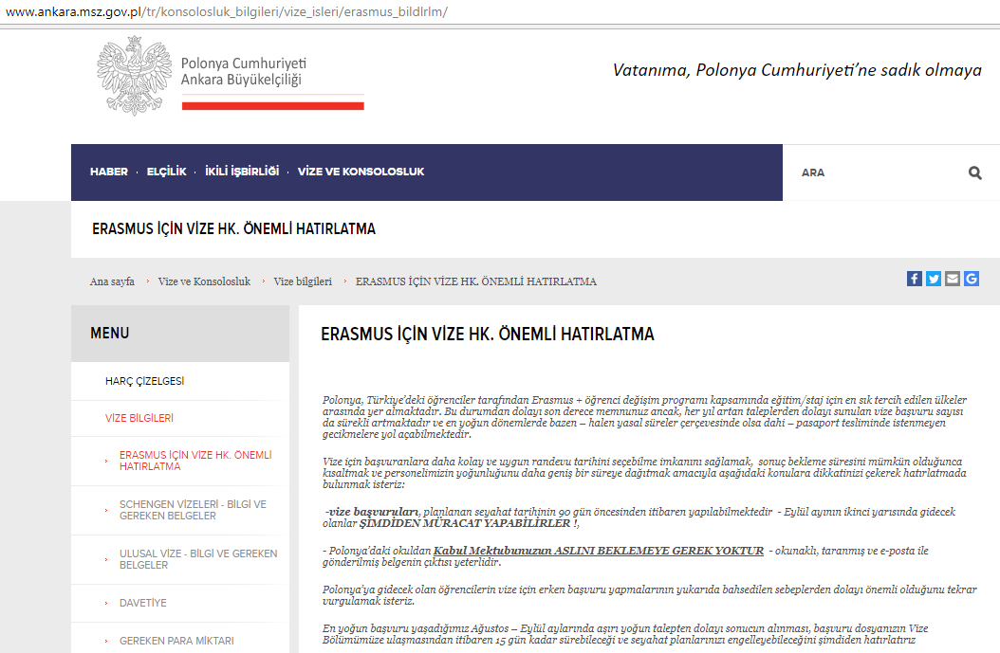 www.ankara.msz.gov.pl/tr/konsolosluk_bilgileri/vize_isleri/erasmus_bildlrlm/
Polonya Cumhuriyeti
Ankara Büyükelçiliği
Vatanıma, Polonya Cumhuriyeti’ne sadık olmaya
HABER · ELÇİLİK · İKİLİ İŞBİRLİĞİ · VİZE VE KONSOLOSLUK
ARA
ERASMUS İÇİN VİZE HK. ÖNEMLİ HATIRLATMA
Ana sayfa › Vize ve Konsolosluk › Vize bilgileri › ERASMUS İÇİN VİZE HK. ÖNEMLİ HATIRLATMA
MENU
HARÇ ÇİZELGESİ
VİZE BİLGİLERİ
ERASMUS İÇİN VİZE HK. ÖNEMLİ
HATIRLATMA
SCHENGEN VİZELERİ - BİLGİ VE
GEREKEN BELGELER
ULUSAL VİZE - BİLGİ VE GEREKEN
BELGELER
DAVETİYE
GEREKEN PARA MİKTARI
ERASMUS İÇİN VİZE HK. ÖNEMLİ HATIRLATMA
Polonya, Türkiye'deki öğrenciler tarafından Erasmus + öğrenci değişim programı kapsamında eğitim/staj için en sık tercih edilen ülkeler
arasında yer almaktadır. Bu durumdan dolayı son derece memnunuz ancak, her yıl artan taleplerden dolayı sunulan vize başvuru sayısı
da sürekli artmaktadır ve en yoğun dönemlerde bazen – halen yasal süreler çerçevesinde olsa dahi – pasaport tesliminde istenmeyen
gecikmelere yol açabilmektedir.
Vize için başvuranlara daha kolay ve uygun randevu tarihini seçebilme imkanını sağlamak, sonuç bekleme süresini mümkün olduğunca
kısaltmak ve personelimizin yoğunluğunu daha geniş bir süreye dağıtmak amacıyla aşağıdaki konulara dikkatinizi çekerek hatırlatmada
bulunmak isteriz:
-vize başvuruları, planlanan seyahat tarihinin 90 gün öncesinden itibaren yapılabilmektedir - Eylül ayının ikinci yarısında gidecek
olanlar ŞİMDİDEN MÜRACAT YAPABİLİRLER !,
- Polonya'daki okuldan Kabul Mektubunuzun ASLINI BEKLEMEYE GEREK YOKTUR - okunaklı, taranmış ve e-posta ile
gönderilmiş belgenin çıktısı yeterlidir.
Polonya'ya gidecek olan öğrencilerin vize için erken başvuru yapmalarının yukarıda bahsedilen sebeplerden dolayı önemli olduğunu tekrar
vurgulamak isteriz.
En yoğun başvuru yaşadığımız Ağustos – Eylül aylarında aşırı yoğun talepten dolayı sonucun alınması, başvuru dosyanızın Vize
Bölümümüze ulaşmasından itibaren 15 gün kadar sürebileceği ve seyahat planlarınızı engelleyebileceğini şimdiden hatırlatırız